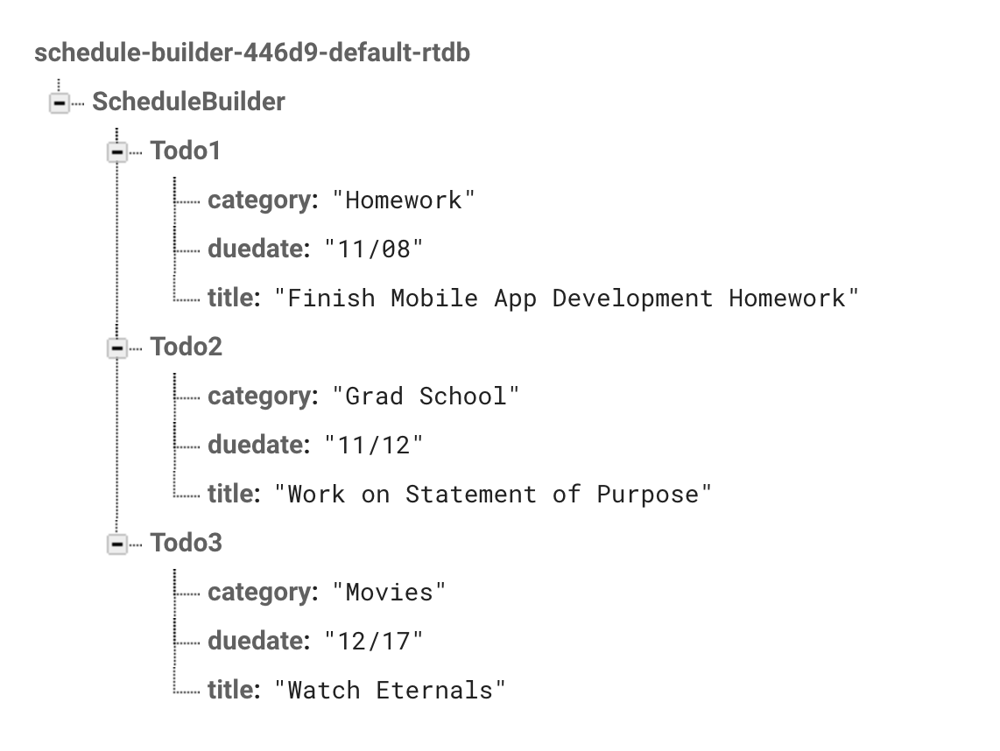 schedule-builder-446d9-default-rtdb
ScheduleBuilder
Todo1
category: "Homework"
duedate: "11/08"
title: "Finish Mobile App Development Homework"
Todo2
category: "Grad School"
duedate: "11/12"
title: "Work on Statement of Purpose"
Todo3
category: "Movies"
duedate: "12/17"
title: "Watch Eternals"